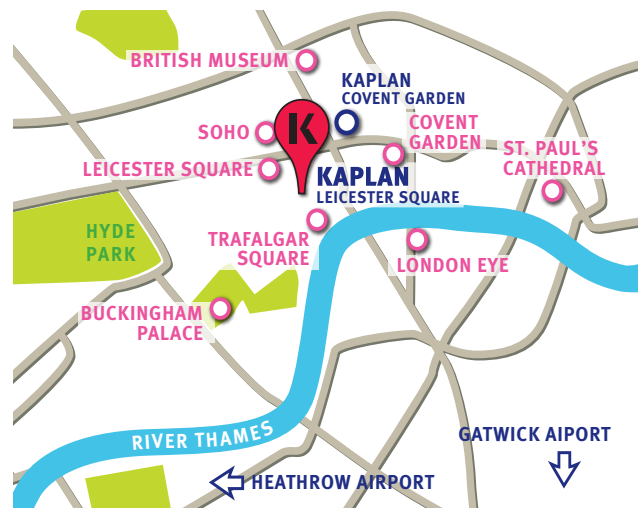 BRITISH MUSEUM
KAPLAN
COVENT GARDEN
SOHO
K
COVENT
GARDEN
ST. PAUL'S
CATHEDRAL
LEICESTER SQUARE
KAPLAN
LEICESTER SQUARE
HYDE
PARK
TRAFALGAR
SQUARE
LONDON EYE
BUCKINGHAM
PALACE
RIVER THAMES
GATWICK AIPORT
HEATHROW AIRPORT